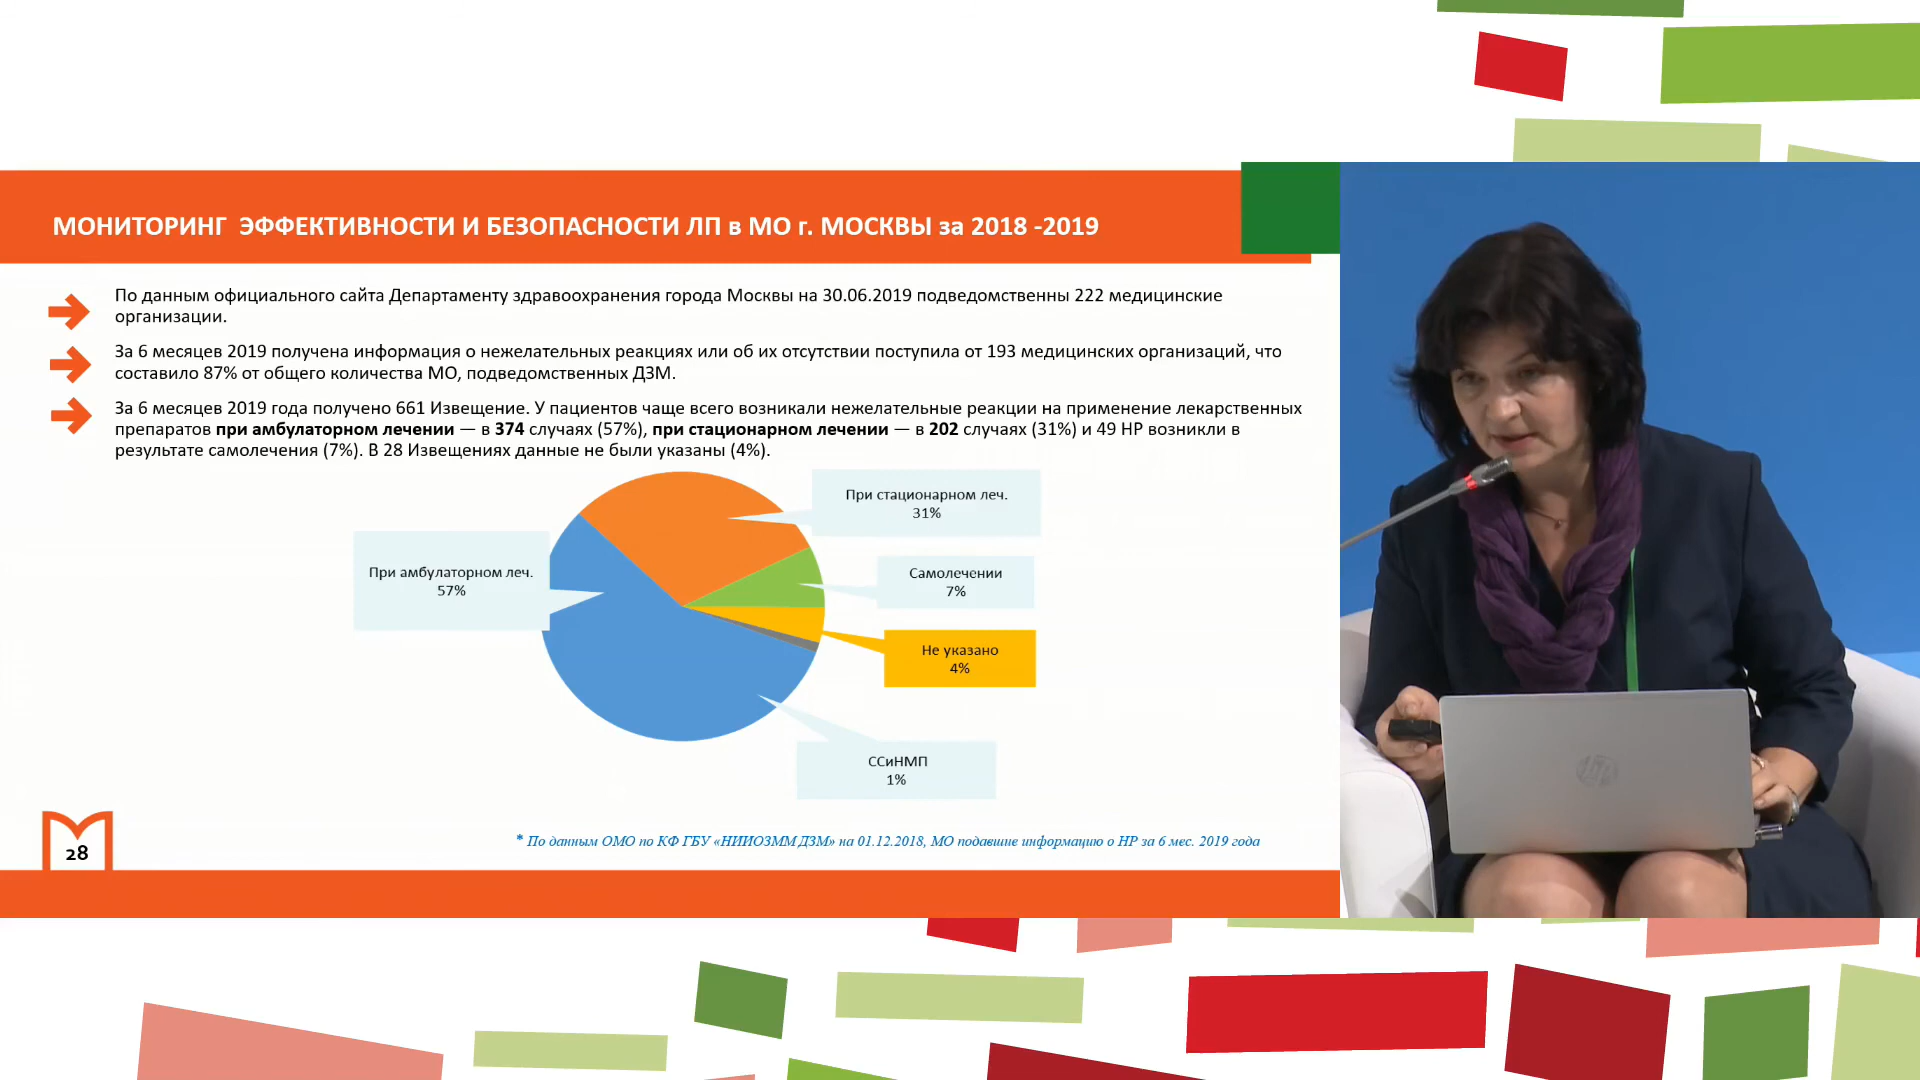 МОНИТОРИНГ ЭФФЕКТИВНОСТИ И БЕЗОПАСНОСТИ ЛП в МО г. МОСКВЫ за 2018 -2019
По данным официального сайта Департаменту здравоохранения города Москвы на 30.06.2019 подведомственны 222 медицинские
организации.
За 6 месяцев 2019 получена информация о нежелательных реакциях или об их отсутствии поступила от 193 медицинских организаций, что
составило 87% от общего количества МО, подведомственных ДЗМ.
За 6 месяцев 2019 года получено 661 Извещение. У пациентов чаще всего возникали нежелательные реакции на применение лекарственных
препаратов при амбулаторном лечении — в 374 случаях (57%), при стационарном лечении — в 202 случаях (31%) и 49 НР возникли в
результате самолечения (7%). В 28 Извещениях данные не были указаны (4%).
При стационарном леч.
31%
При амбулаторном леч.
57%
Самолечении
7%
Не указано
4%
ССиНМП
1%
* По данным ОМО по КФ ГБУ «НИИОЗММ ДЗМ» на 01.12.2018, МО подавшие информацию о НР за 6 мес. 2019 года
28
hp